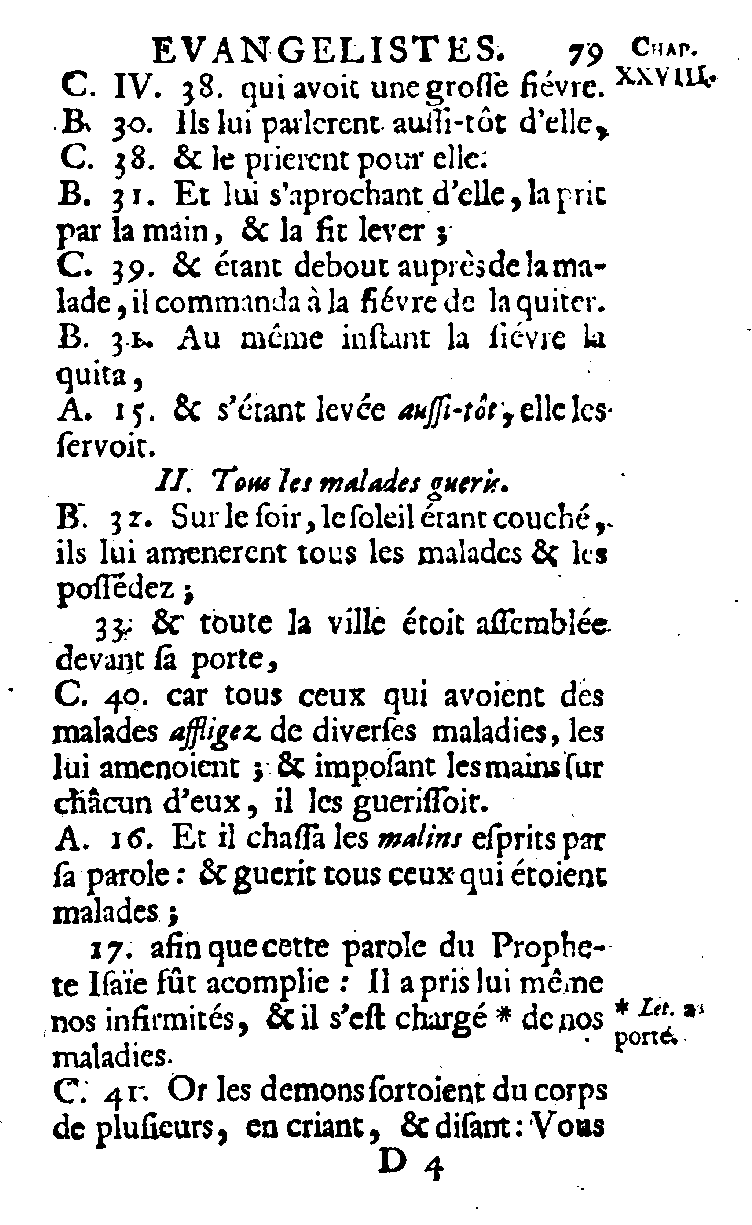 EVANGELISTES. 79 CHAP.
XXVIII.
C. IV. 38. qui avoit une grosſe fiévre.
B. 30. Ils lui parlerent auſſi-tôt d'elle,
C. 38. & le prierent pour elle.
B. 31. Et lui s'aprochant d'elle, la prit
par la main, & la fit lever ;
C. 39. & étant debout auprès de la ma-
lade, il commanda à la fiévre de la quiter.
B. 31. Au même inſtant la fiévre la
quita,
A. 15. & s'étant levée auſſi-tôt, elle les
ſervoit.
II. Tous les malades gueris.
B. 32. Sur le ſoir, le ſoleil étant couché,
ils lui amenerent tous les malades & les
poſſédez ;
33. & toute la ville étoit aſſemblée
devant ſa porte,
C. 40. car tous ceux qui avoient des
malades affligez de diverſes maladies, les
lui amenoient ; & impoſant les mains ſur
châcun d'eux, il les gueriſſoit.
A. 16. Et il chaſſa les malins eſprits par
ſa parole : & guerit tous ceux qui étoient
malades ;
17. afin que cette parole du Prophe-
te Iſaïe fût acomplie : Il a pris lui même
nos infirmités, & il s'eſt chargé * de nos
* Let. a
porté.
maladies.
C. 41. Or les demons ſortoient du corps
de pluſieurs, en criant, & diſant : Vous
D 4